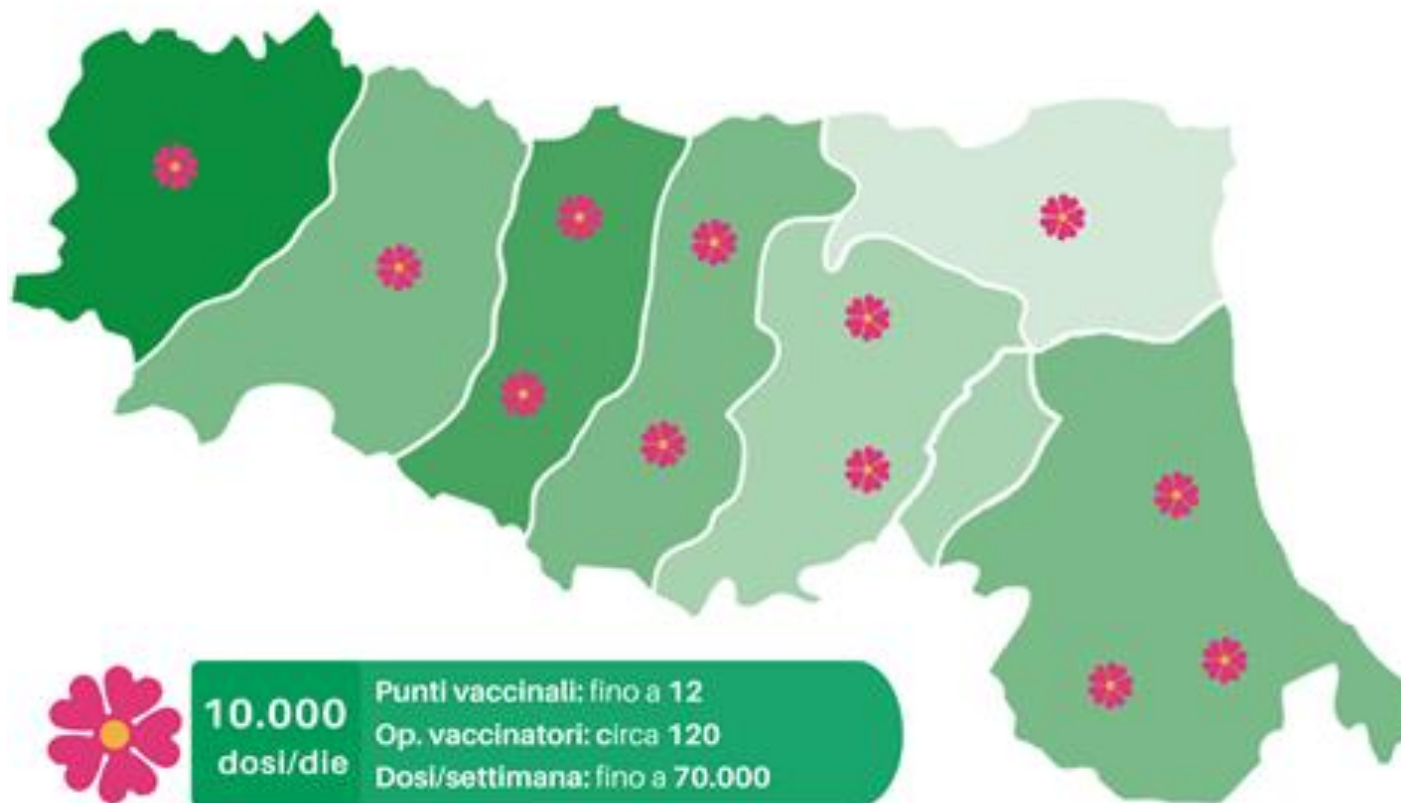 10.000
dosi/die
Punti vaccinali: fino a 12
Op. vaccinatori: circa 120
Dosi/settimana: fino a 70.000